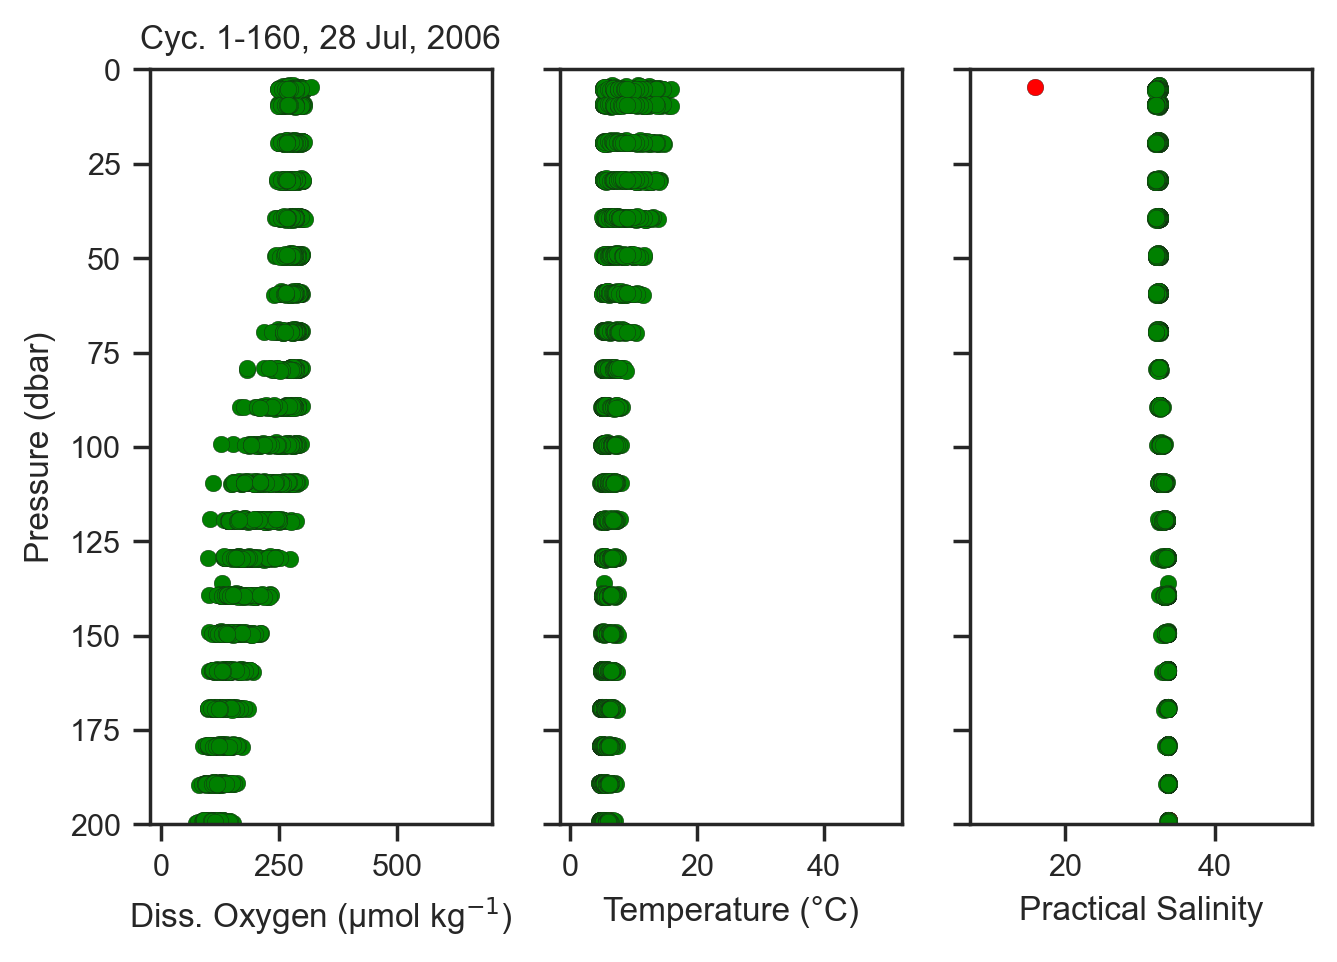 Cyc. 1-160, 28 Jul, 2006
0
25
50
75
100
125
150
175
200
Pressure (dbar)
0 250 500
Diss. Oxygen (µmol kg⁻¹)
0 20 40
Temperature (°C)
20 40
Practical Salinity